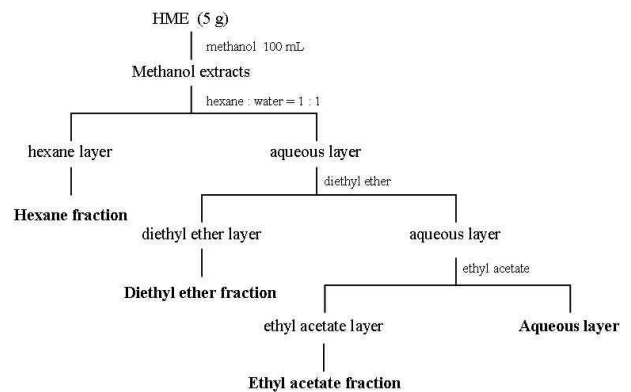 HME (5 g)
methanol 100 mL
Methanol extracts
hexane : water = 1 : 1
hexane layer
aqueous layer
diethyl ether
Hexane fraction
diethyl ether layer
aqueous layer
ethyl acetate
Diethyl ether fraction
ethyl acetate layer
Aqueous layer
Ethyl acetate fraction